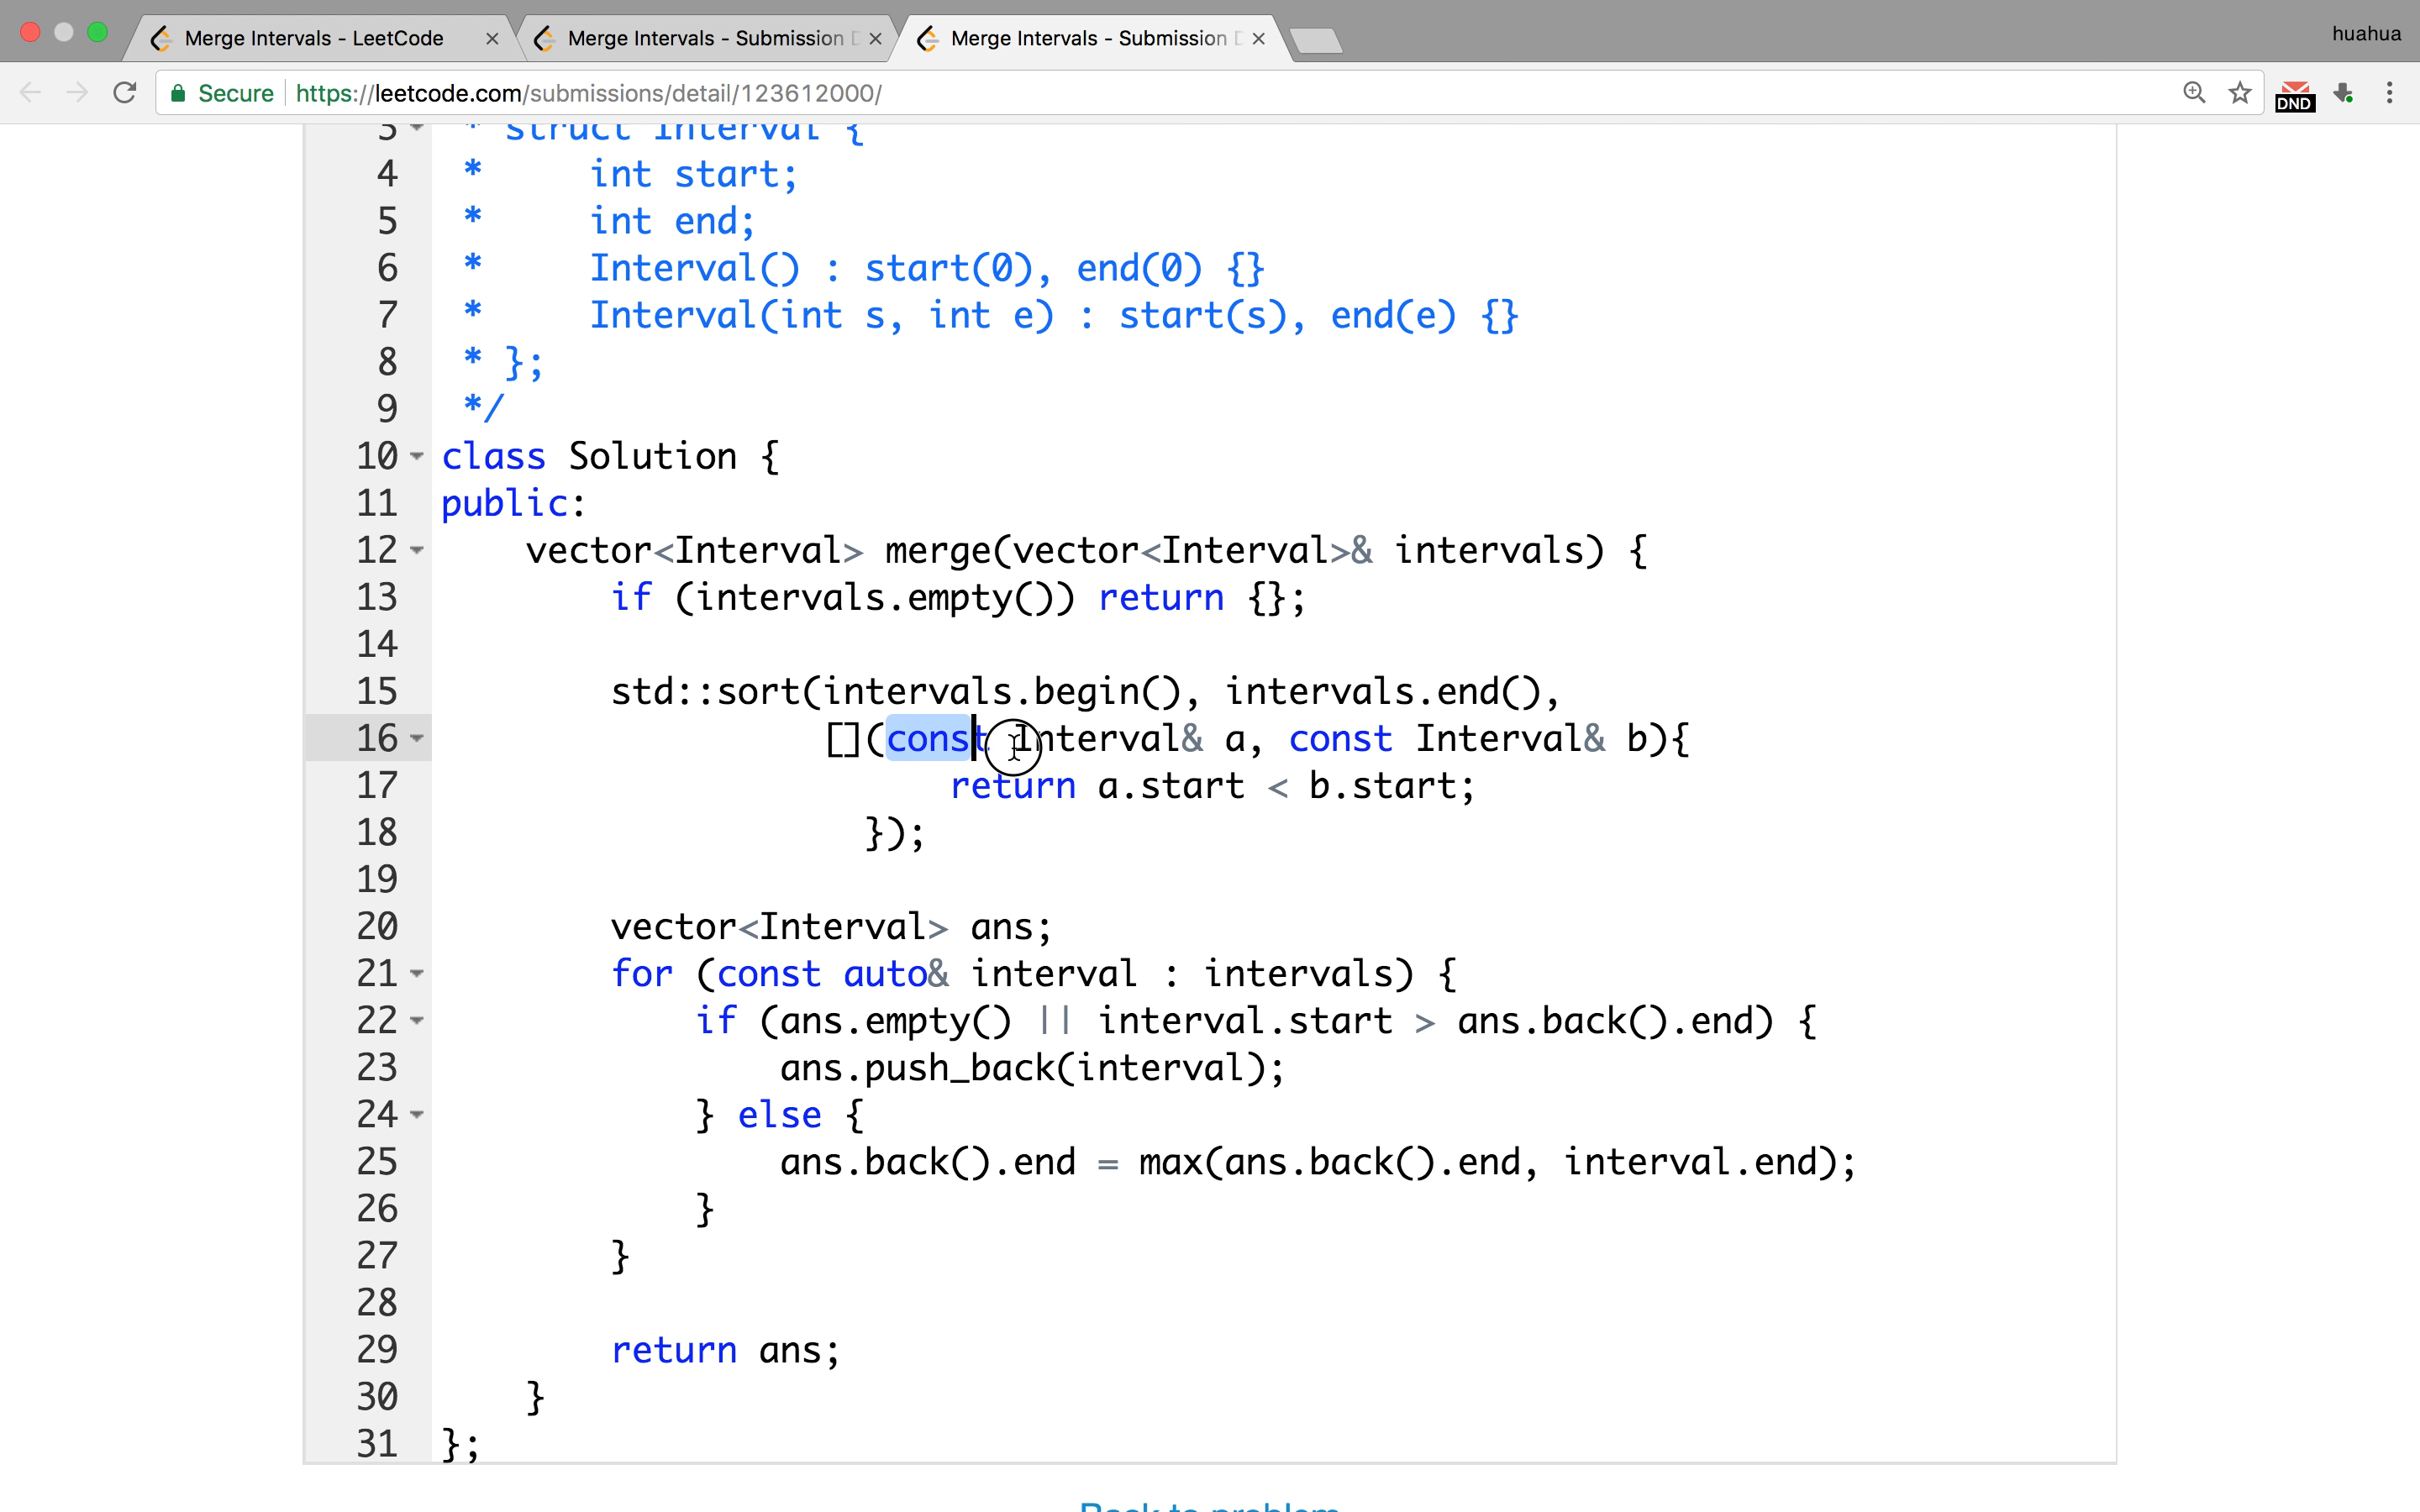 Merge Intervals - LeetCode
Merge Intervals - Submission D
Merge Intervals - Submission D
huahua
Secure https://leetcode.com/submissions/detail/123612000/
DND
3 * struct Interval {
4 * int start;
5 * int end;
6 * Interval() : start(0), end(0) {}
7 * Interval(int s, int e) : start(s), end(e) {}
8 * };
9 */
10 class Solution {
11 public:
12 vector<Interval> merge(vector<Interval>& intervals) {
13 if (intervals.empty()) return {};
14
15 std::sort(intervals.begin(), intervals.end(),
16 [](const Interval& a, const Interval& b){
17 return a.start < b.start;
18 });
19
20 vector<Interval> ans;
21 for (const auto& interval : intervals) {
22 if (ans.empty() || interval.start > ans.back().end) {
23 ans.push_back(interval);
24 } else {
25 ans.back().end = max(ans.back().end, interval.end);
26 }
27 }
28
29 return ans;
30 }
31 };
Back to problem